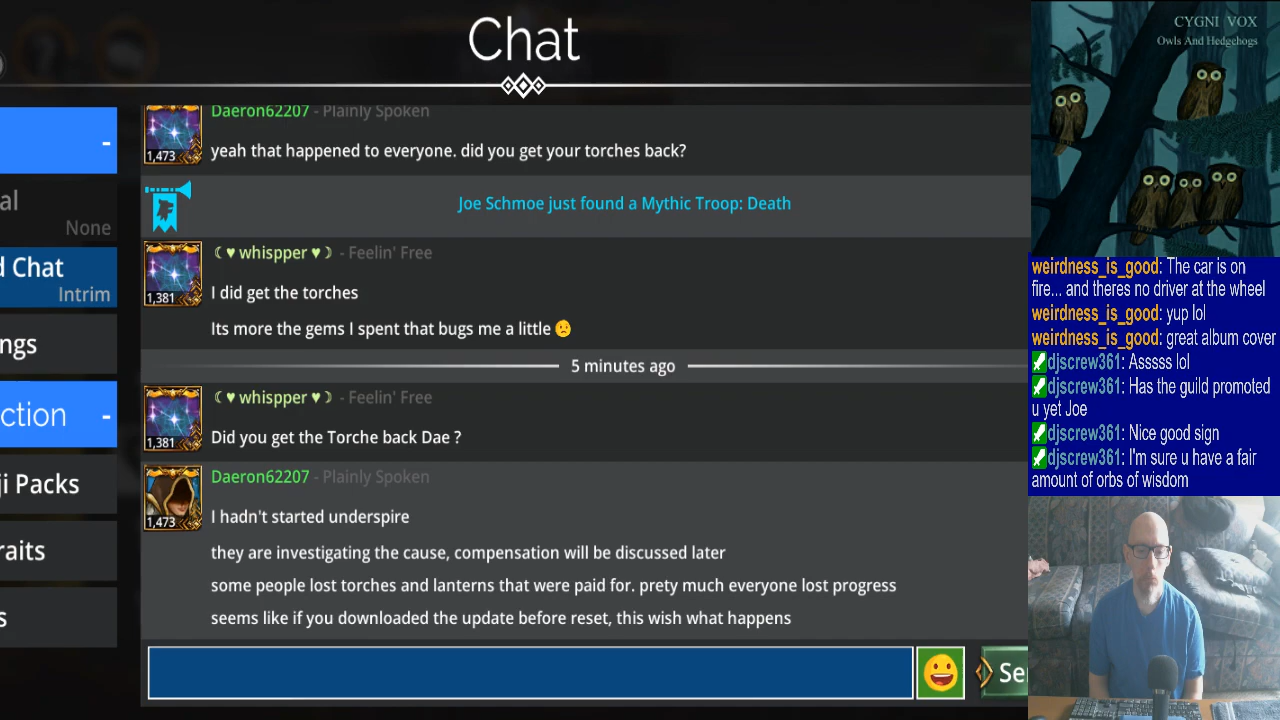 Chat
CYGNI VOX
Owls And Hedgehogs
Daeron62207 - Plainly Spoken
1,473
yeah that happened to everyone. did you get your torches back?
-
al
None
Joe Schmoe just found a Mythic Troop: Death
☾ ♥ whispper ♥ ☽ - Feelin' Free
d Chat
Intrim
1,381
I did get the torches
Its more the gems I spent that bugs me a little 🙁
ngs
5 minutes ago
☾ ♥ whispper ♥ ☽ - Feelin' Free
ction -
1,381
Did you get the Torche back Dae ?
Daeron62207 - Plainly Spoken
ji Packs
1,473
I hadn't started underspire
raits
they are investigating the cause, compensation will be discussed later
some people lost torches and lanterns that were paid for. prety much everyone lost progress
s
seems like if you downloaded the update before reset, this wish what happens
Se
weirdness_is_good: The car is on
fire... and theres no driver at the wheel
weirdness_is_good: yup lol
weirdness_is_good: great album cover
djscrew361: Asssss lol
djscrew361: Has the guild promoted
u yet Joe
djscrew361: Nice good sign
djscrew361: I'm sure u have a fair
amount of orbs of wisdom